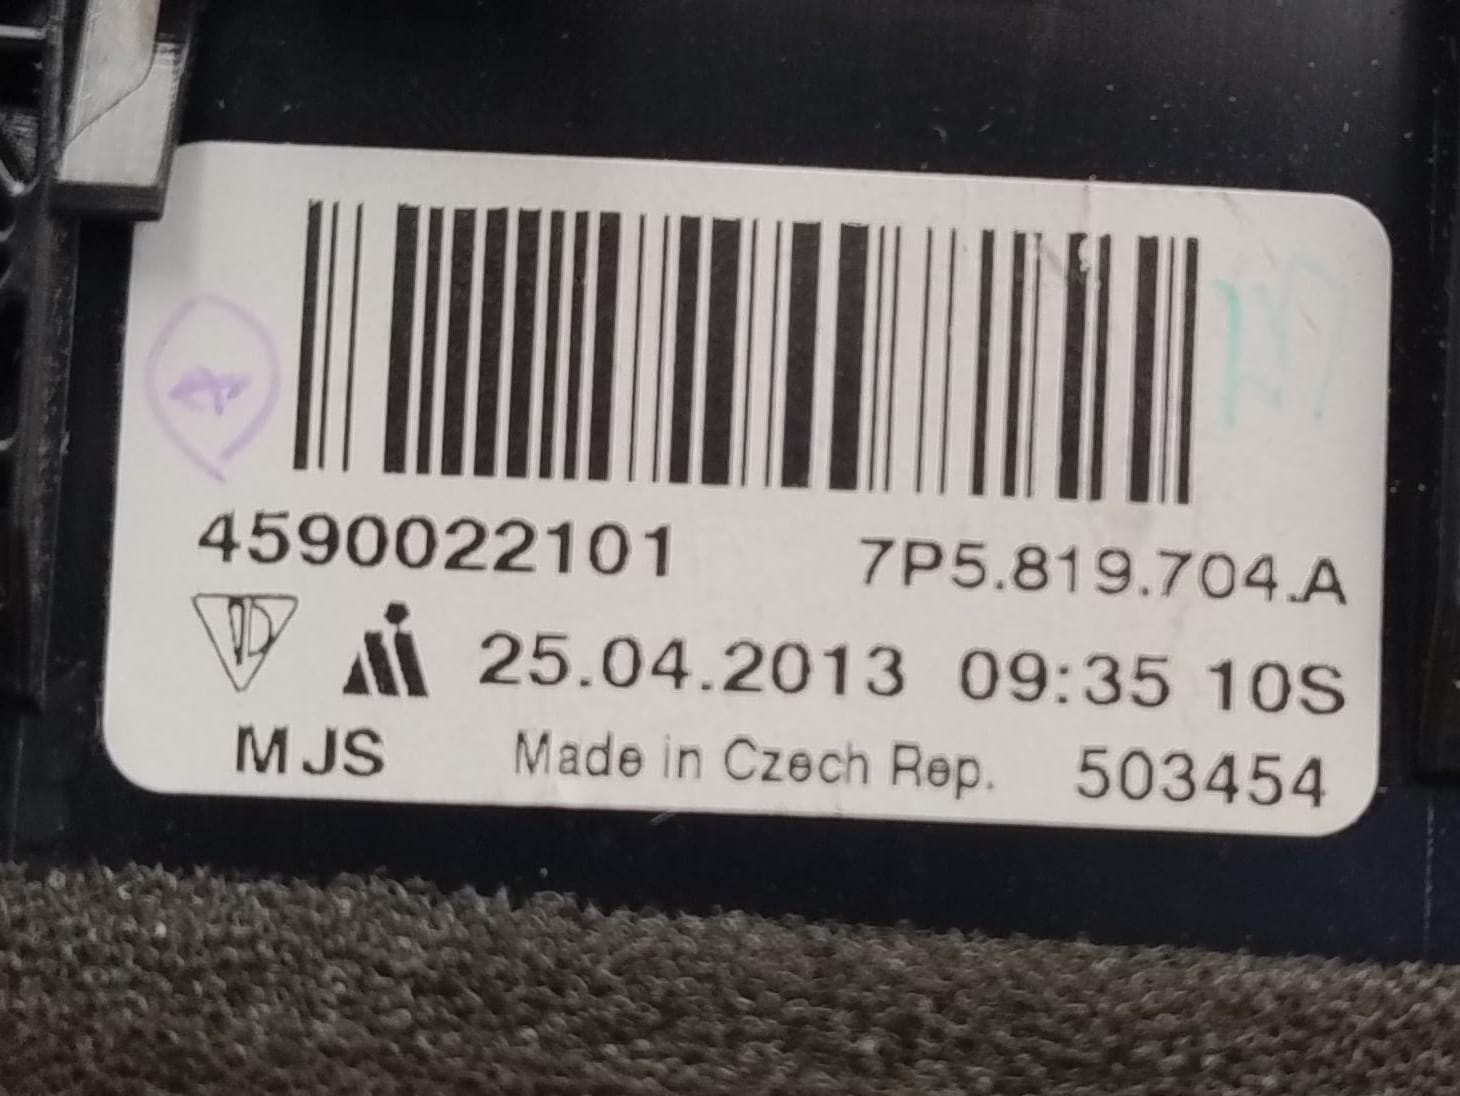 4590022101 7P5.819.704.A
25.04.2013 09:35 10S
MJS Made in Czech Rep. 503454